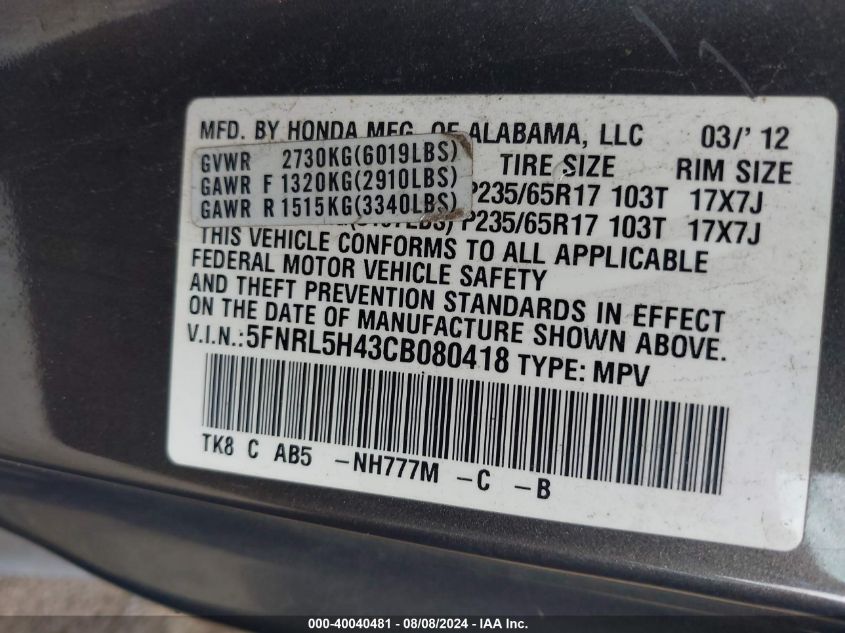 MFD. BY HONDA MFG. OF ALABAMA, LLC 03/' 12
GVWR 2730KG(6019LBS) TIRE SIZE RIM SIZE
GAWR F 1320KG(2910LBS) P235/65R17 103T 17X7J
GAWR R 1515KG(3340LBS) P235/65R17 103T 17X7J
THIS VEHICLE CONFORMS TO ALL APPLICABLE
FEDERAL MOTOR VEHICLE SAFETY
AND THEFT PREVENTION STANDARDS IN EFFECT
ON THE DATE OF MANUFACTURE SHOWN ABOVE.
V.I.N.:5FNRL5H43CB080418 TYPE: MPV
TK8 C AB5 -NH777M -C -B
000-40040481 - 08/08/2024 - IAA Inc.